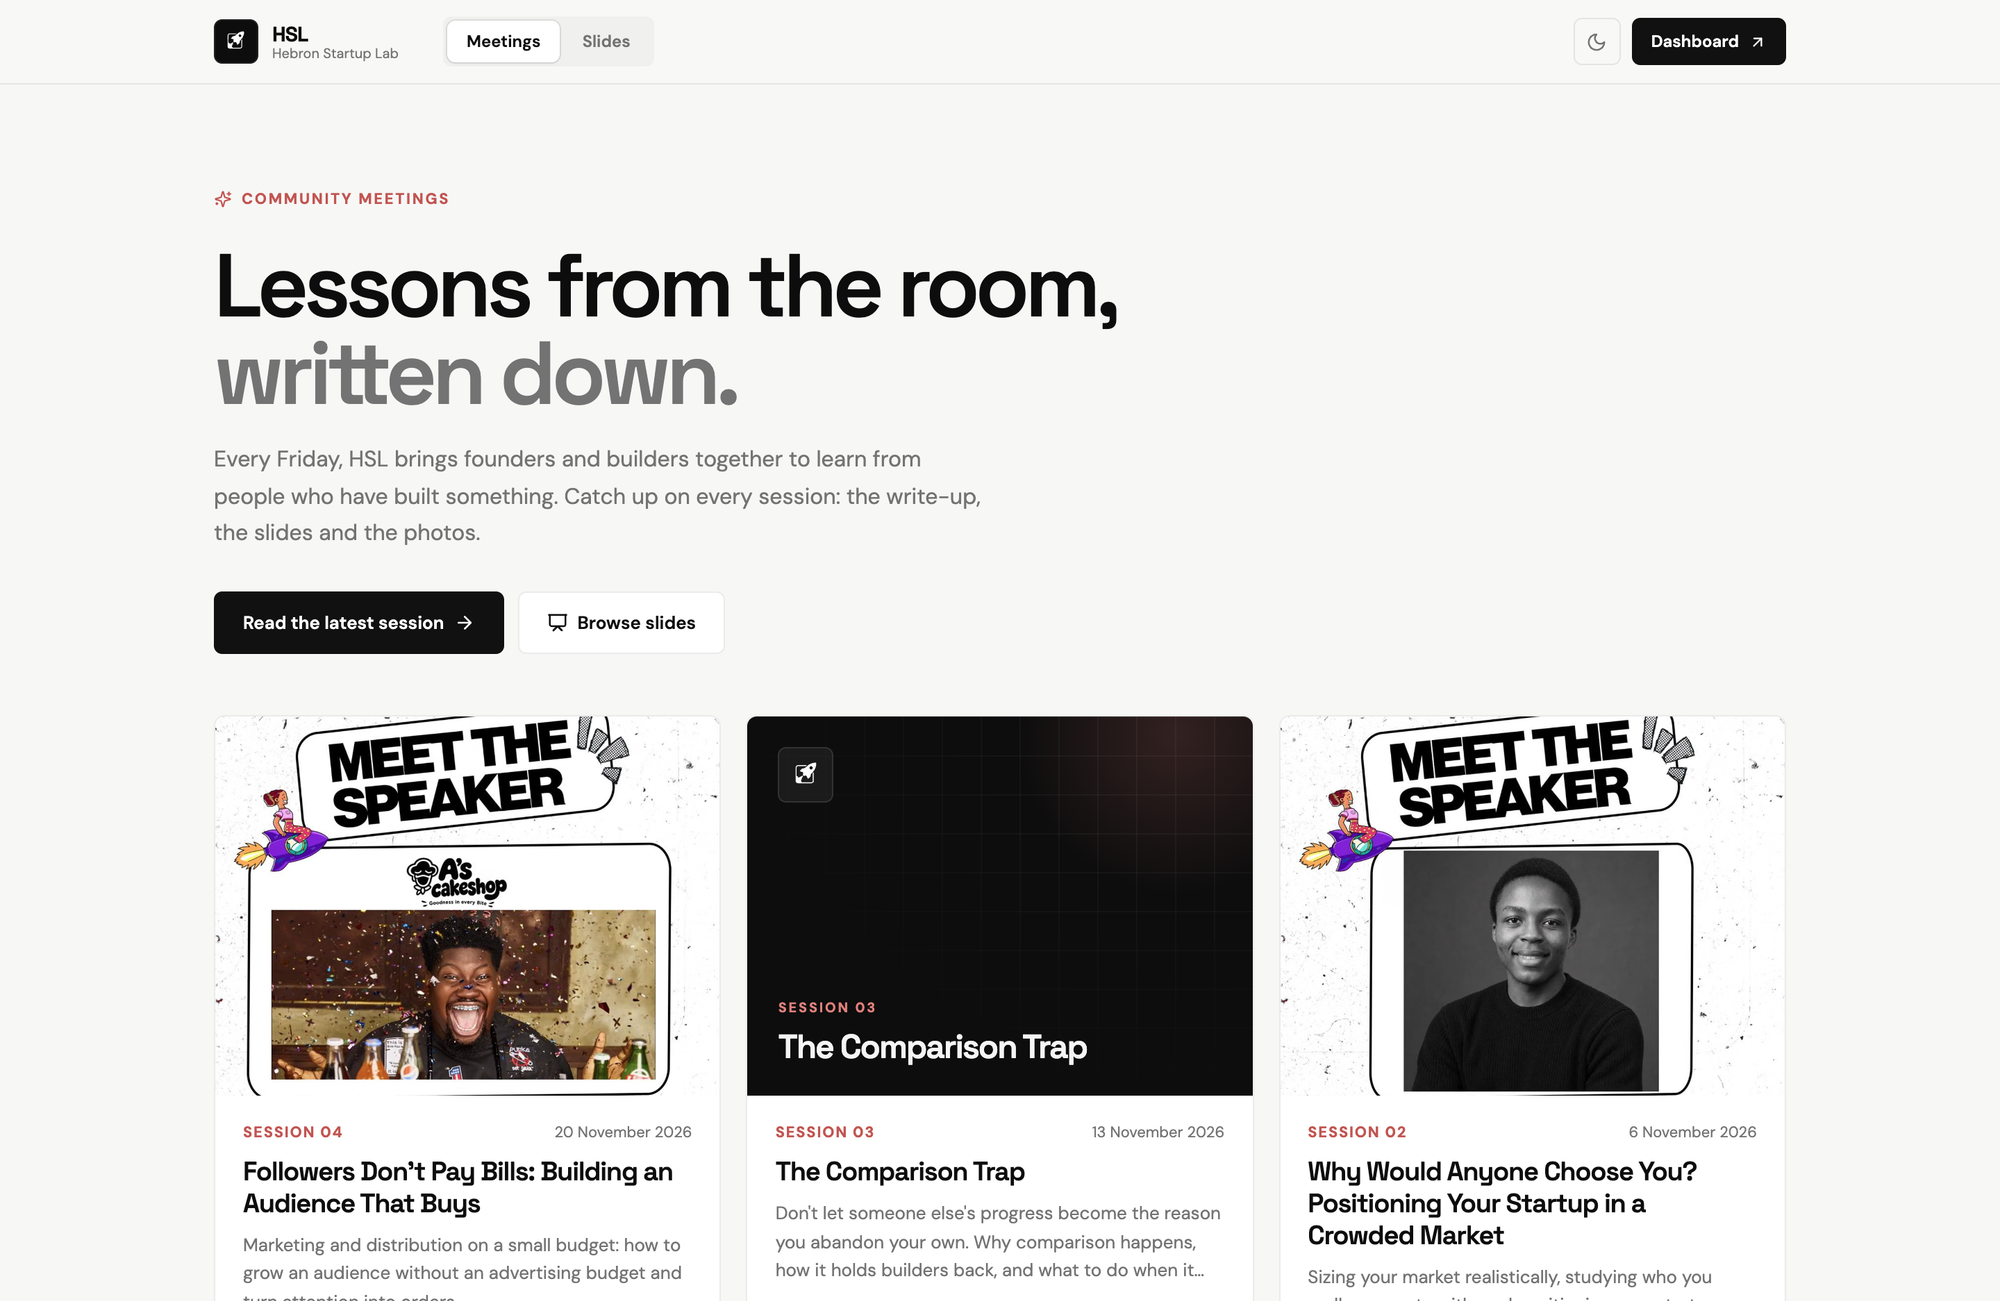 HSL
Hebron Startup Lab
Meetings
Slides
Dashboard
COMMUNITY MEETINGS
Lessons from the room,
written down.
Every Friday, HSL brings founders and builders together to learn from
people who have built something. Catch up on every session: the write-up,
the slides and the photos.
Read the latest session
Browse slides
MEET THE
SPEAKER
A's
cakeshop
Goodness in every Bite
SESSION 04
20 November 2026
Followers Don't Pay Bills: Building an
Audience That Buys
Marketing and distribution on a small budget: how to
grow an audience without an advertising budget and
SESSION 03
The Comparison Trap
SESSION 03
13 November 2026
The Comparison Trap
Don't let someone else's progress become the reason
you abandon your own. Why comparison happens,
how it holds builders back, and what to do when it...
MEET THE
SPEAKER
SESSION 02
6 November 2026
Why Would Anyone Choose You?
Positioning Your Startup in a
Crowded Market
Sizing your market realistically, studying who you